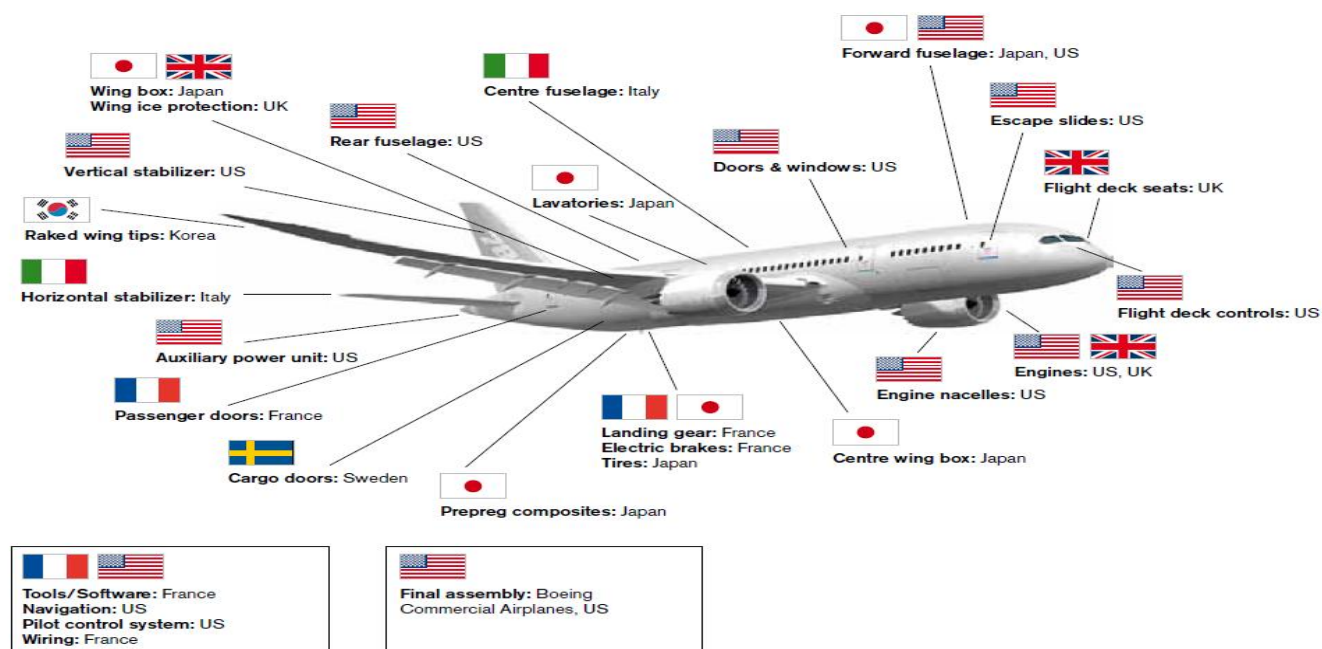 Forward fuselage: Japan, US
Wing box: Japan
Wing ice protection: UK
Centre fuselage: Italy
Escape slides: US
Rear fuselage: US
Vertical stabilizer: US
Doors & windows: US
Flight deck seats: UK
Lavatories: Japan
Raked wing tips: Korea
Horizontal stabilizer: Italy
Flight deck controls: US
Auxiliary power unit: US
Engines: US, UK
Engine nacelles: US
Passenger doors: France
Landing gear: France
Electric brakes: France
Tires: Japan
Centre wing box: Japan
Cargo doors: Sweden
Prepreg composites: Japan
Tools/Software: France
Navigation: US
Pilot control system: US
Wiring: France
Final assembly: Boeing
Commercial Airplanes, US